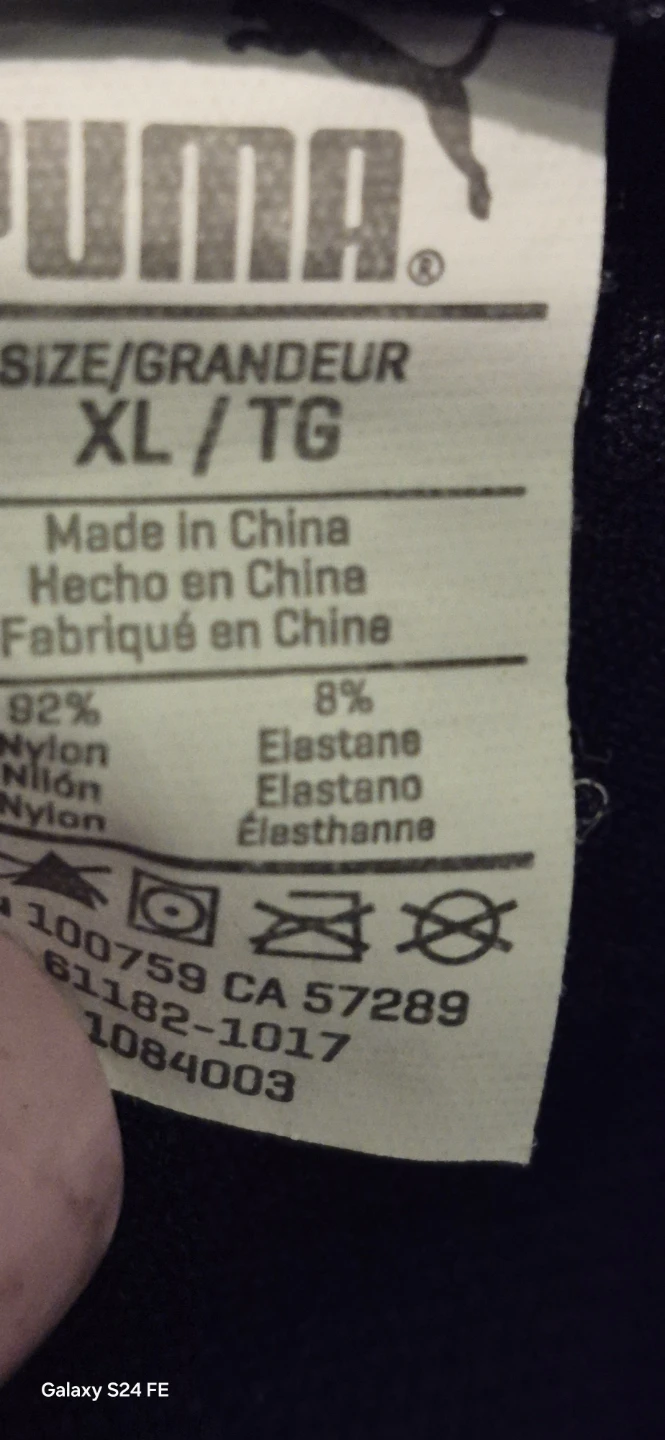 PUMA®
SIZE/GRANDEUR
XL / TG
Made in China
Hecho en China
Fabriqué en Chine
92% 8%
Nylon Elastane
Nilón Elastano
Nylon Élasthanne
100759 CA 57289
61182-1017
1084003
Galaxy S24 FE